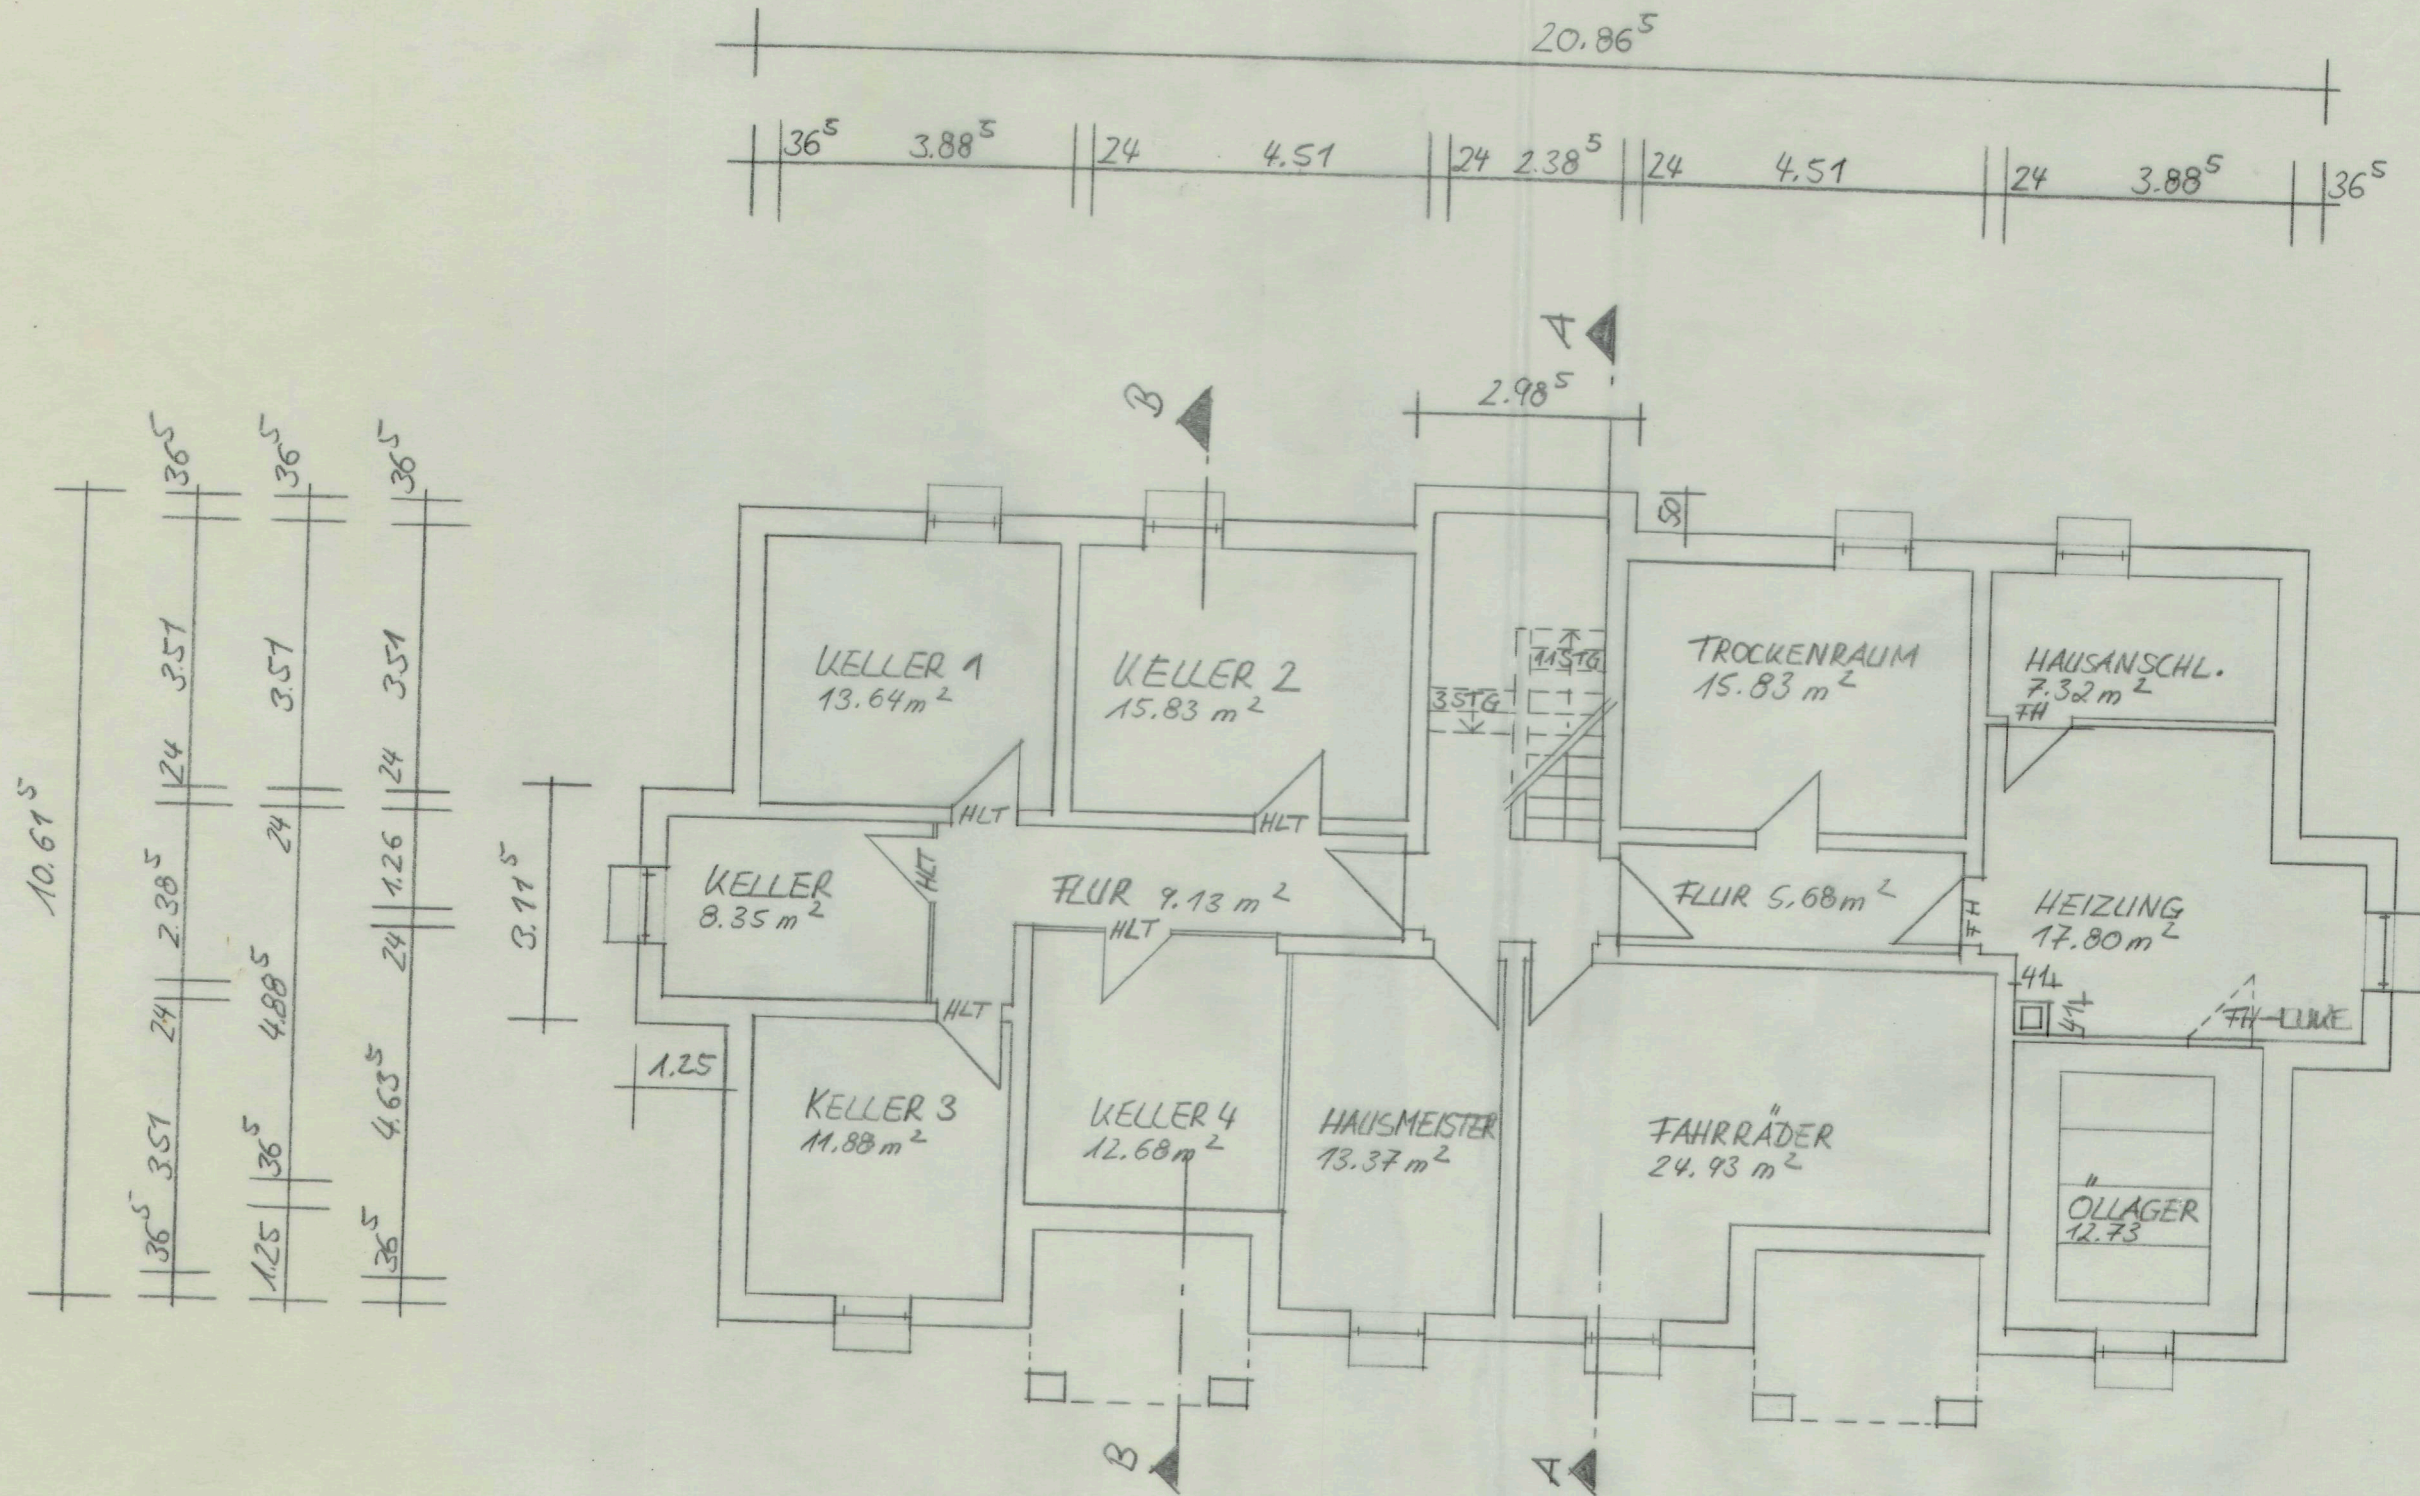 20.86⁵
36⁵ 3.88⁵ 24 4.51 24 2.38⁵ 24 4.51 24 3.88⁵ 36⁵
A
2.98⁵
B
50
10.61⁵
36⁵ 3.51 24 2.38⁵ 24 3.51 36⁵
36⁵ 3.51 24 4.88⁵ 36⁵ 1.25
36⁵ 3.51 24 1.26 24 4.63⁵ 36⁵
3.11⁵
1.25
KELLER 1
13.64 m²
HLT
KELLER 2
15.83 m²
HLT
11 STG
3 STG
TROCKENRAUM
15.83 m²
HAUSANSCHL.
7.32 m²
FH
KELLER
8.35 m²
HLT
FLUR 9.13 m²
HLT
FLUR 5.68 m²
FH
HEIZUNG
17.80 m²
41
41
FH-LUKE
HLT
KELLER 3
11.88 m²
KELLER 4
12.68 m²
HAUSMEISTER
13.37 m²
FAHRRÄDER
24.93 m²
ÖLLAGER
12.73
B
A